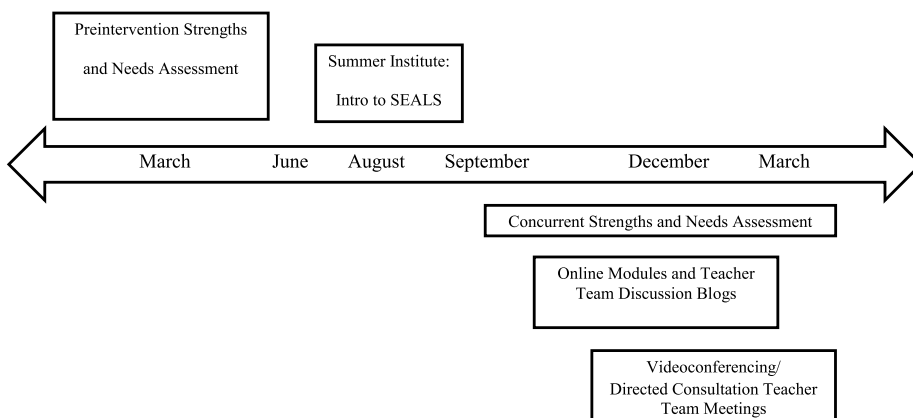 Preintervention Strengths
and Needs Assessment
Summer Institute:
Intro to SEALS
March June August September December March
Concurrent Strengths and Needs Assessment
Online Modules and Teacher
Team Discussion Blogs
Videoconferencing/
Directed Consultation Teacher
Team Meetings